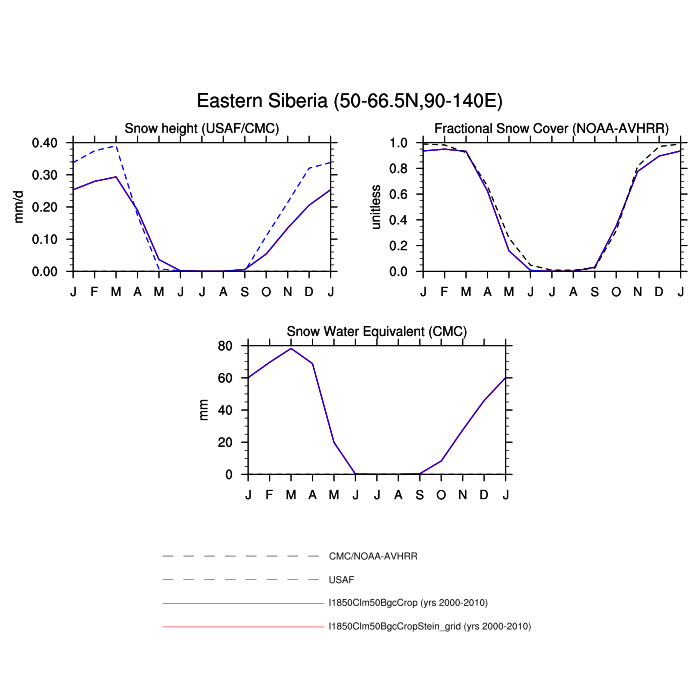 Eastern Siberia (50-66.5N,90-140E)
Snow height (USAF/CMC)
0.40
0.30
0.20
0.10
0.00
mm/d
J F M A M J J A S O N D J
Fractional Snow Cover (NOAA-AVHRR)
1.0
0.8
0.6
0.4
0.2
0.0
unitless
J F M A M J J A S O N D J
Snow Water Equivalent (CMC)
80
60
40
20
0
mm
J F M A M J J A S O N D J
CMC/NOAA-AVHRR
USAF
I1850Clm50BgcCrop (yrs 2000-2010)
I1850Clm50BgcCropStein_grid (yrs 2000-2010)